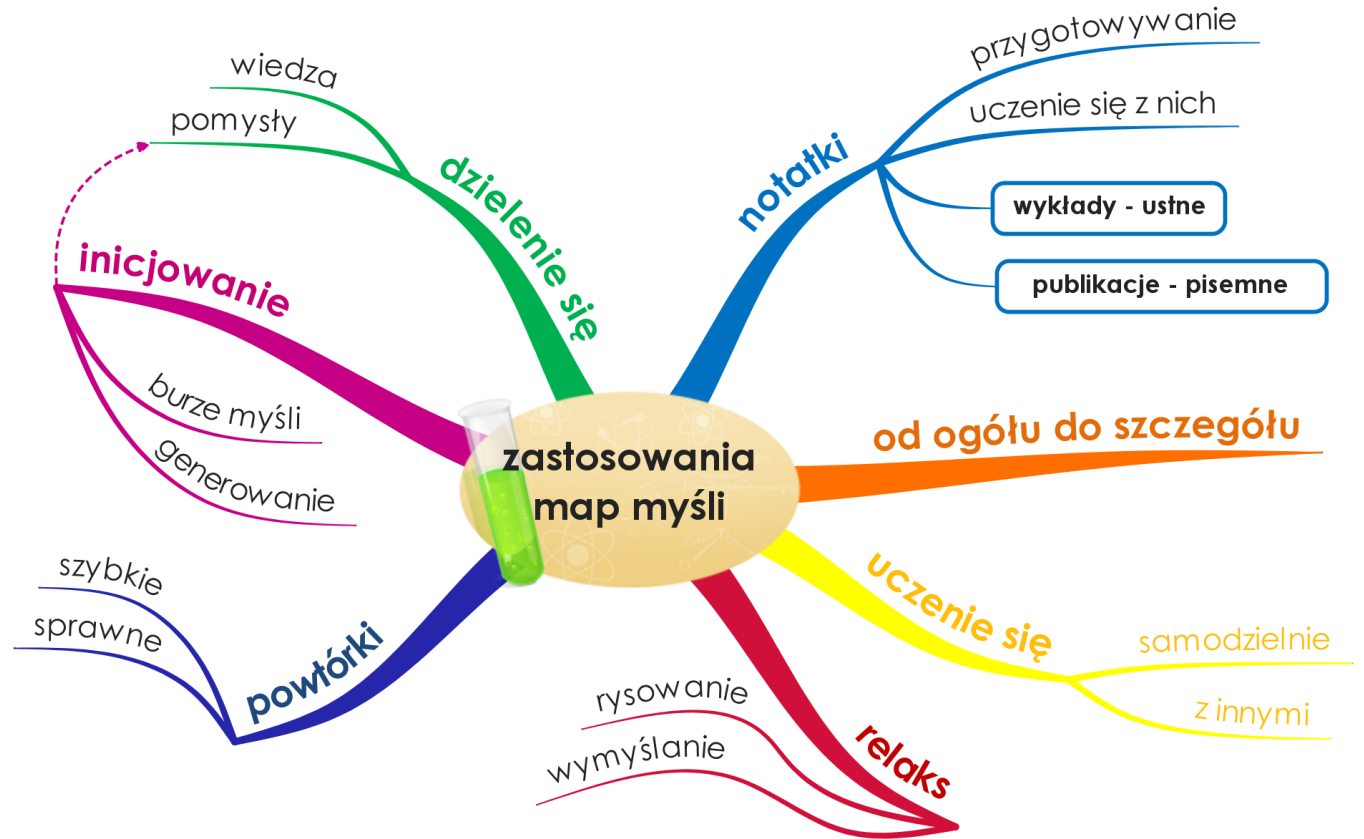 zastosowania
map myśli
notatki
przygotowywanie
uczenie się z nich
wykłady - ustne
publikacje - pisemne
od ogółu do szczegółu
uczenie się
samodzielnie
z innymi
relaks
rysowanie
wymyślanie
powtórki
szybkie
sprawne
inicjowanie
burze myśli
generowanie
dzielenie się
wiedza
pomysły